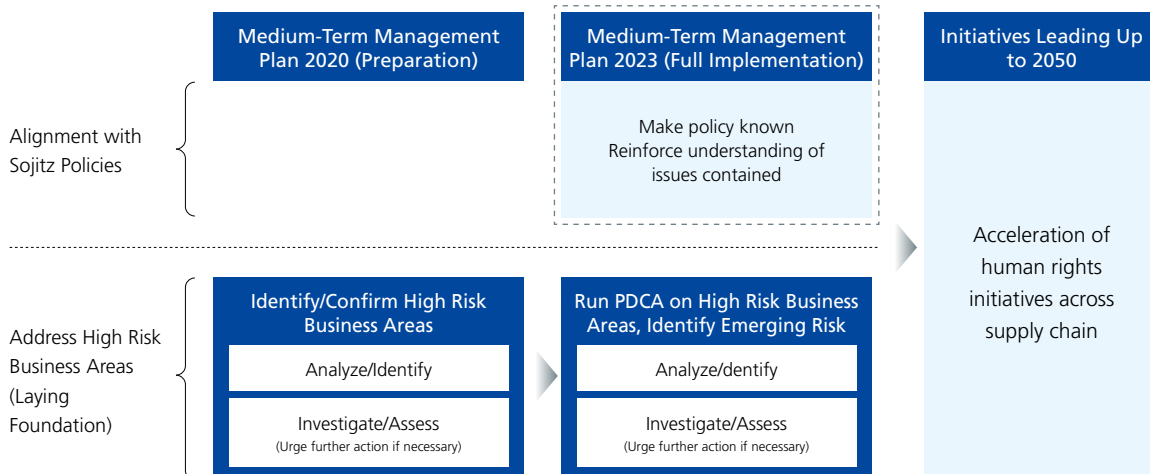 Medium-Term Management
Plan 2020 (Preparation)
Medium-Term Management
Plan 2023 (Full Implementation)
Initiatives Leading Up
to 2050
Alignment with
Sojitz Policies
Make policy known
Reinforce understanding of
issues contained
Acceleration of
human rights
initiatives across
supply chain
Address High Risk
Business Areas
(Laying
Foundation)
Identify/Confirm High Risk
Business Areas
Analyze/Identify
Investigate/Assess
(Urge further action if necessary)
Run PDCA on High Risk Business
Areas, Identify Emerging Risk
Analyze/dentify
Investigate/Assess
(Urge further action if necessary)